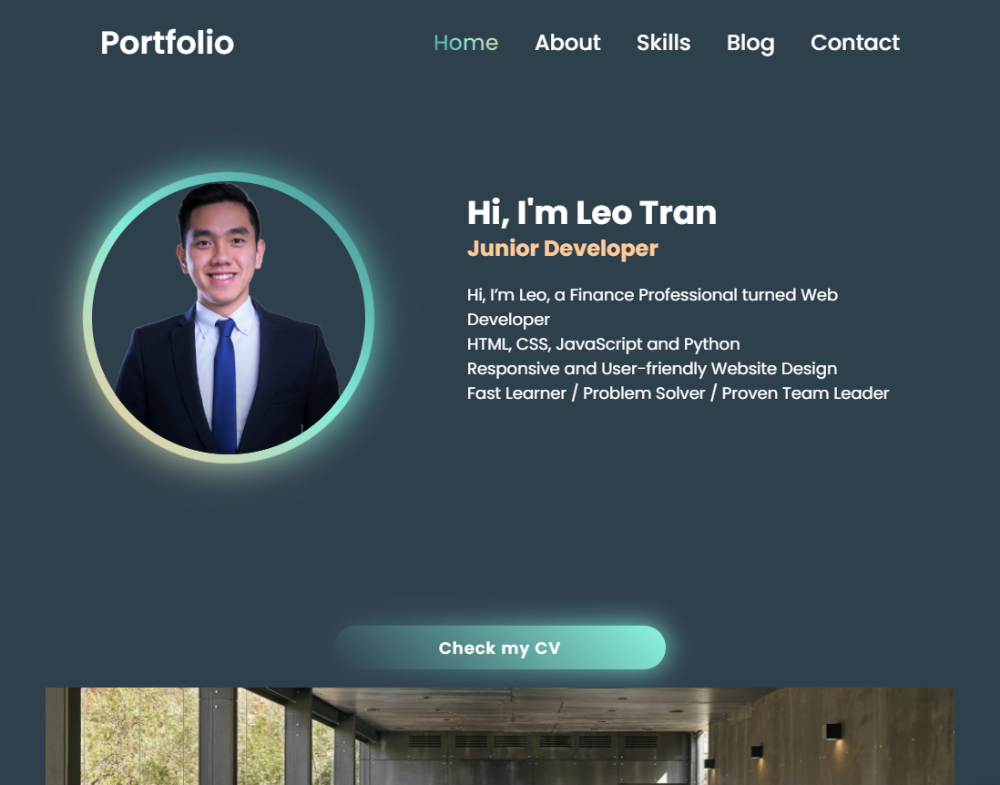 Portfolio
Home About Skills Blog Contact
Hi, I'm Leo Tran
Junior Developer
Hi, I’m Leo, a Finance Professional turned Web
Developer
HTML, CSS, JavaScript and Python
Responsive and User-friendly Website Design
Fast Learner / Problem Solver / Proven Team Leader
Check my CV